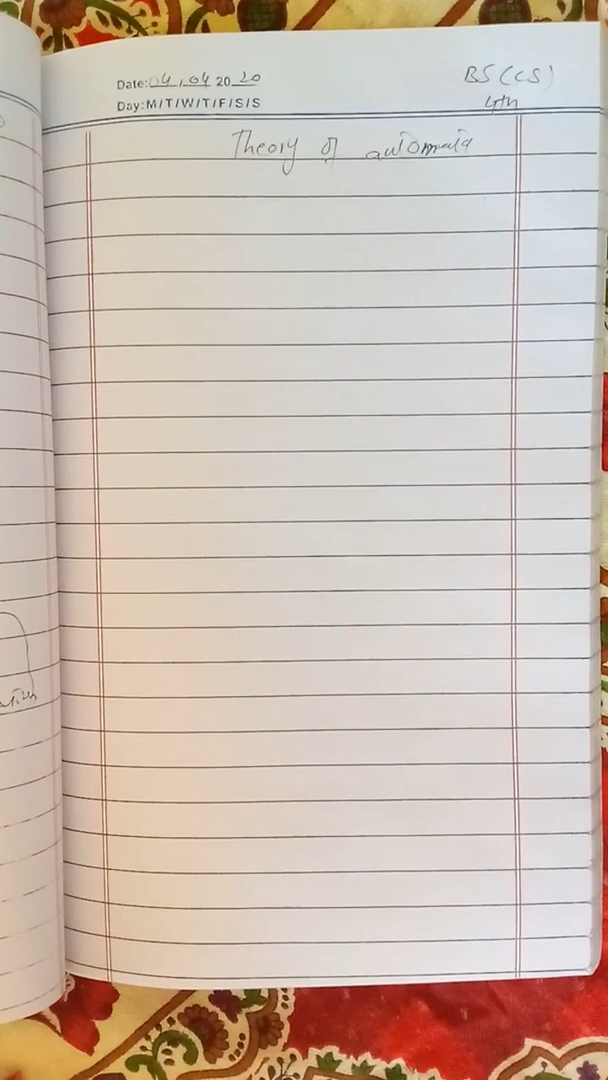 Date: 04, 04 20 20
BS (CS)
Day: M/T/W/T/F/S/S
4th
Theory of automata